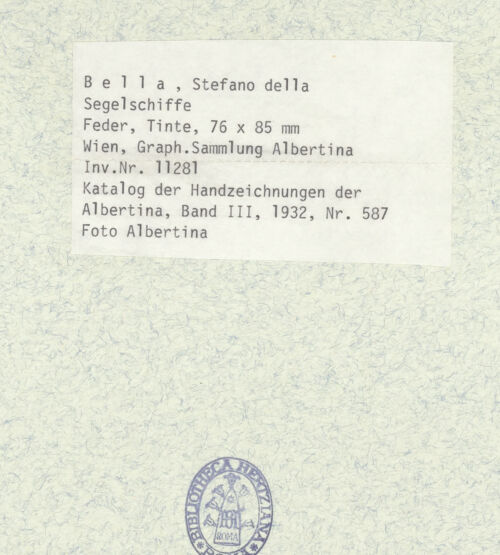 B e l l a , Stefano della
Segelschiffe
Feder, Tinte, 76 x 85 mm
Wien, Graph.Sammlung Albertina
Inv.Nr. 11281
Katalog der Handzeichnungen der
Albertina, Band III, 1932, Nr. 587
Foto Albertina
BIBLIOTHECA HERTZIANA
ROMA